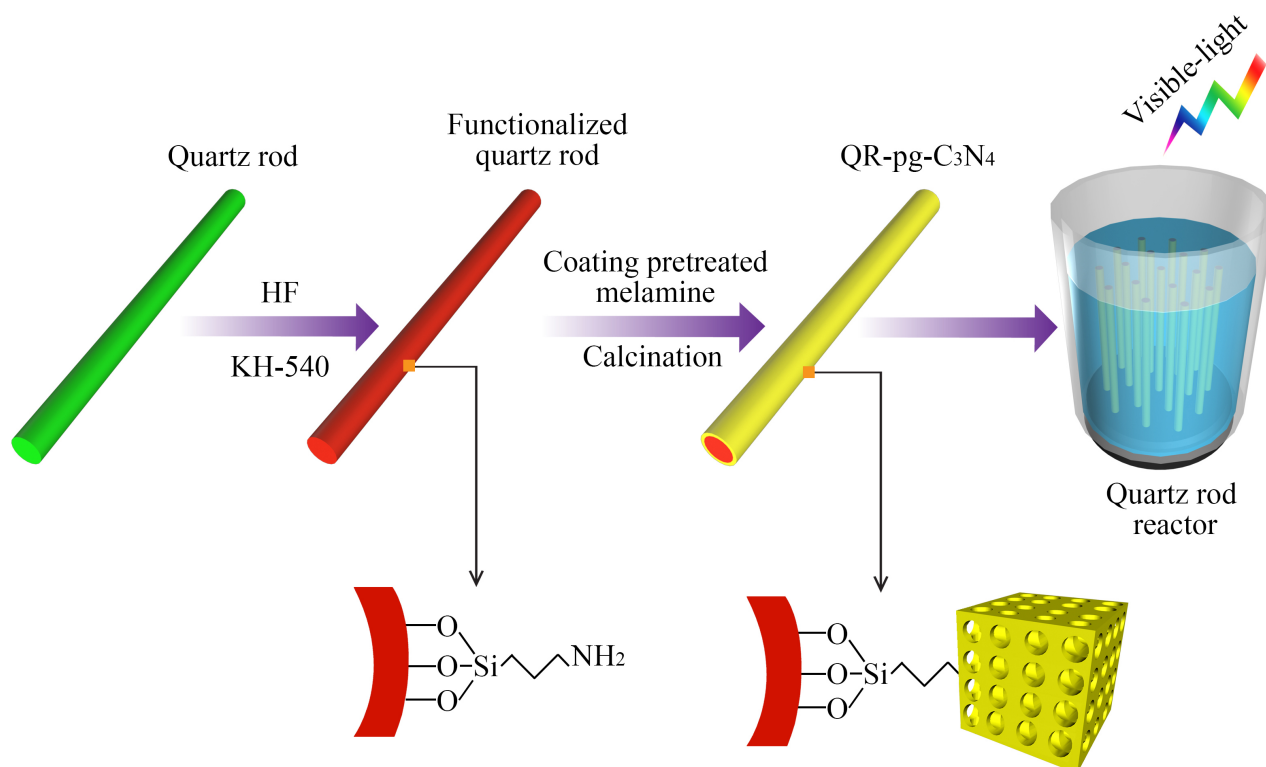 Visible-light
Quartz rod
Functionalized
quartz rod
QR-pg-C₃N₄
HF
KH-540
Coating pretreated
melamine
Calcination
Quartz rod
reactor
O
O
O
Si
NH₂
O
O
O
Si